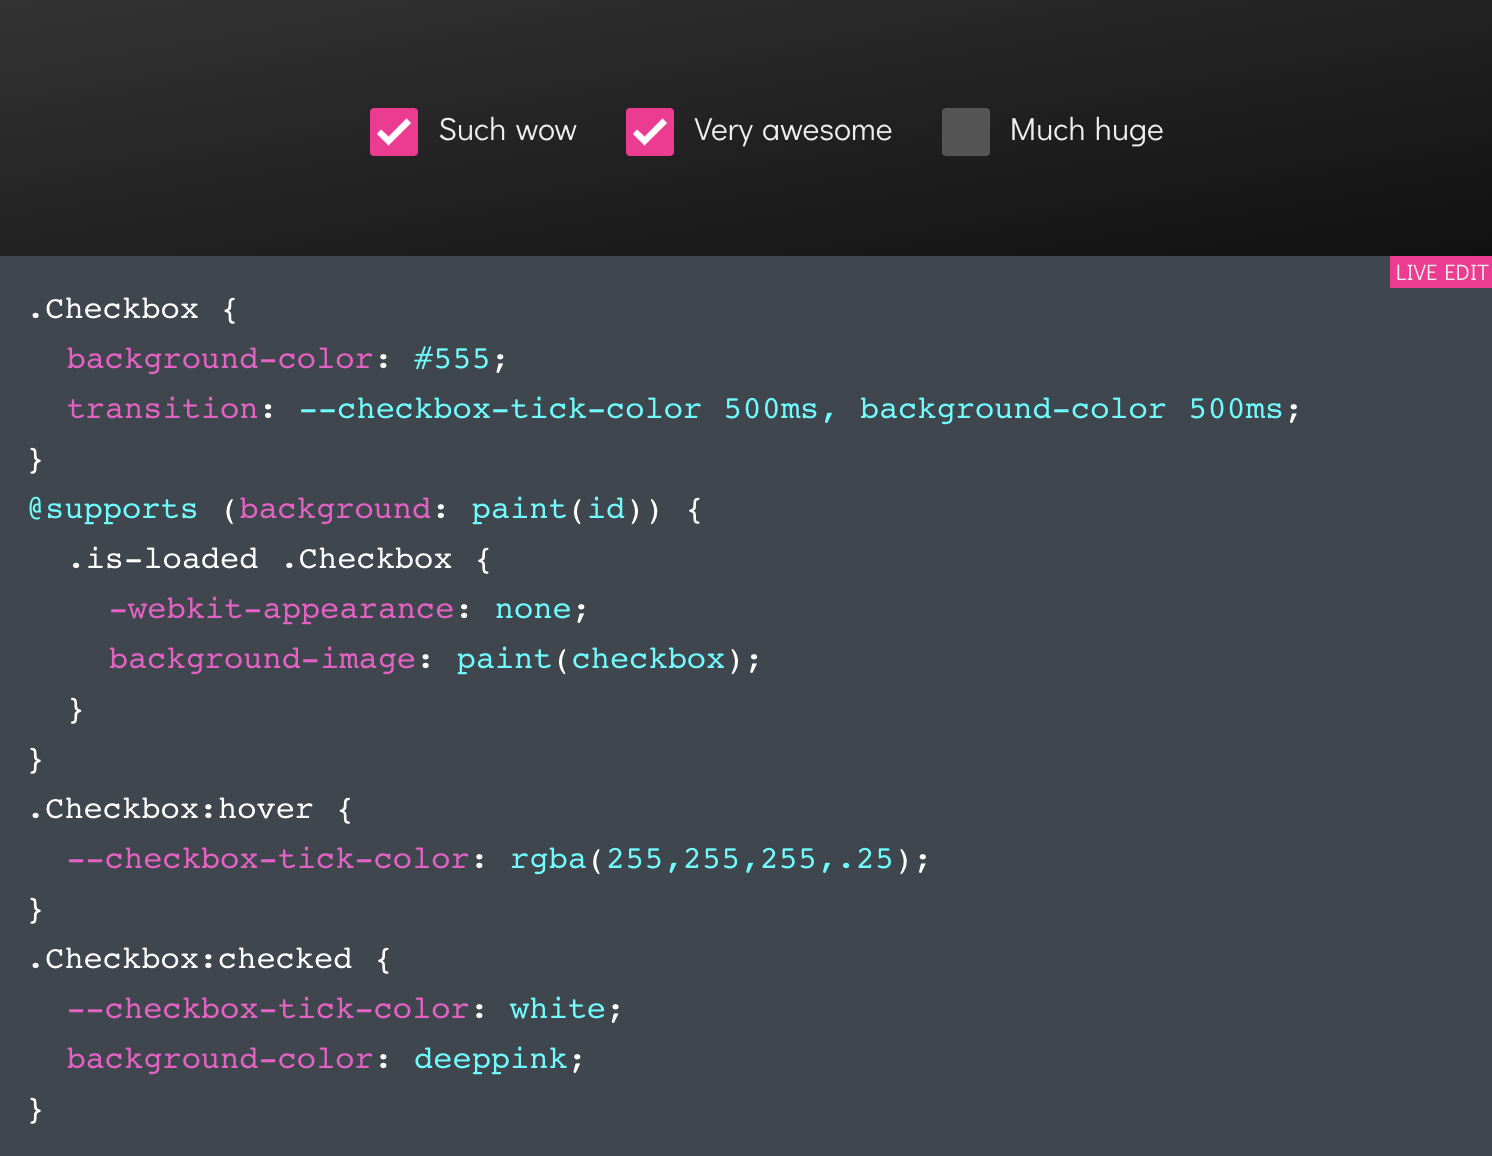 Such wow Very awesome Much huge
LIVE EDIT
.Checkbox {
  background-color: #555;
  transition: --checkbox-tick-color 500ms, background-color 500ms;
}
@supports (background: paint(id)) {
  .is-loaded .Checkbox {
    -webkit-appearance: none;
    background-image: paint(checkbox);
  }
}
.Checkbox:hover {
  --checkbox-tick-color: rgba(255,255,255,.25);
}
.Checkbox:checked {
  --checkbox-tick-color: white;
  background-color: deeppink;
}